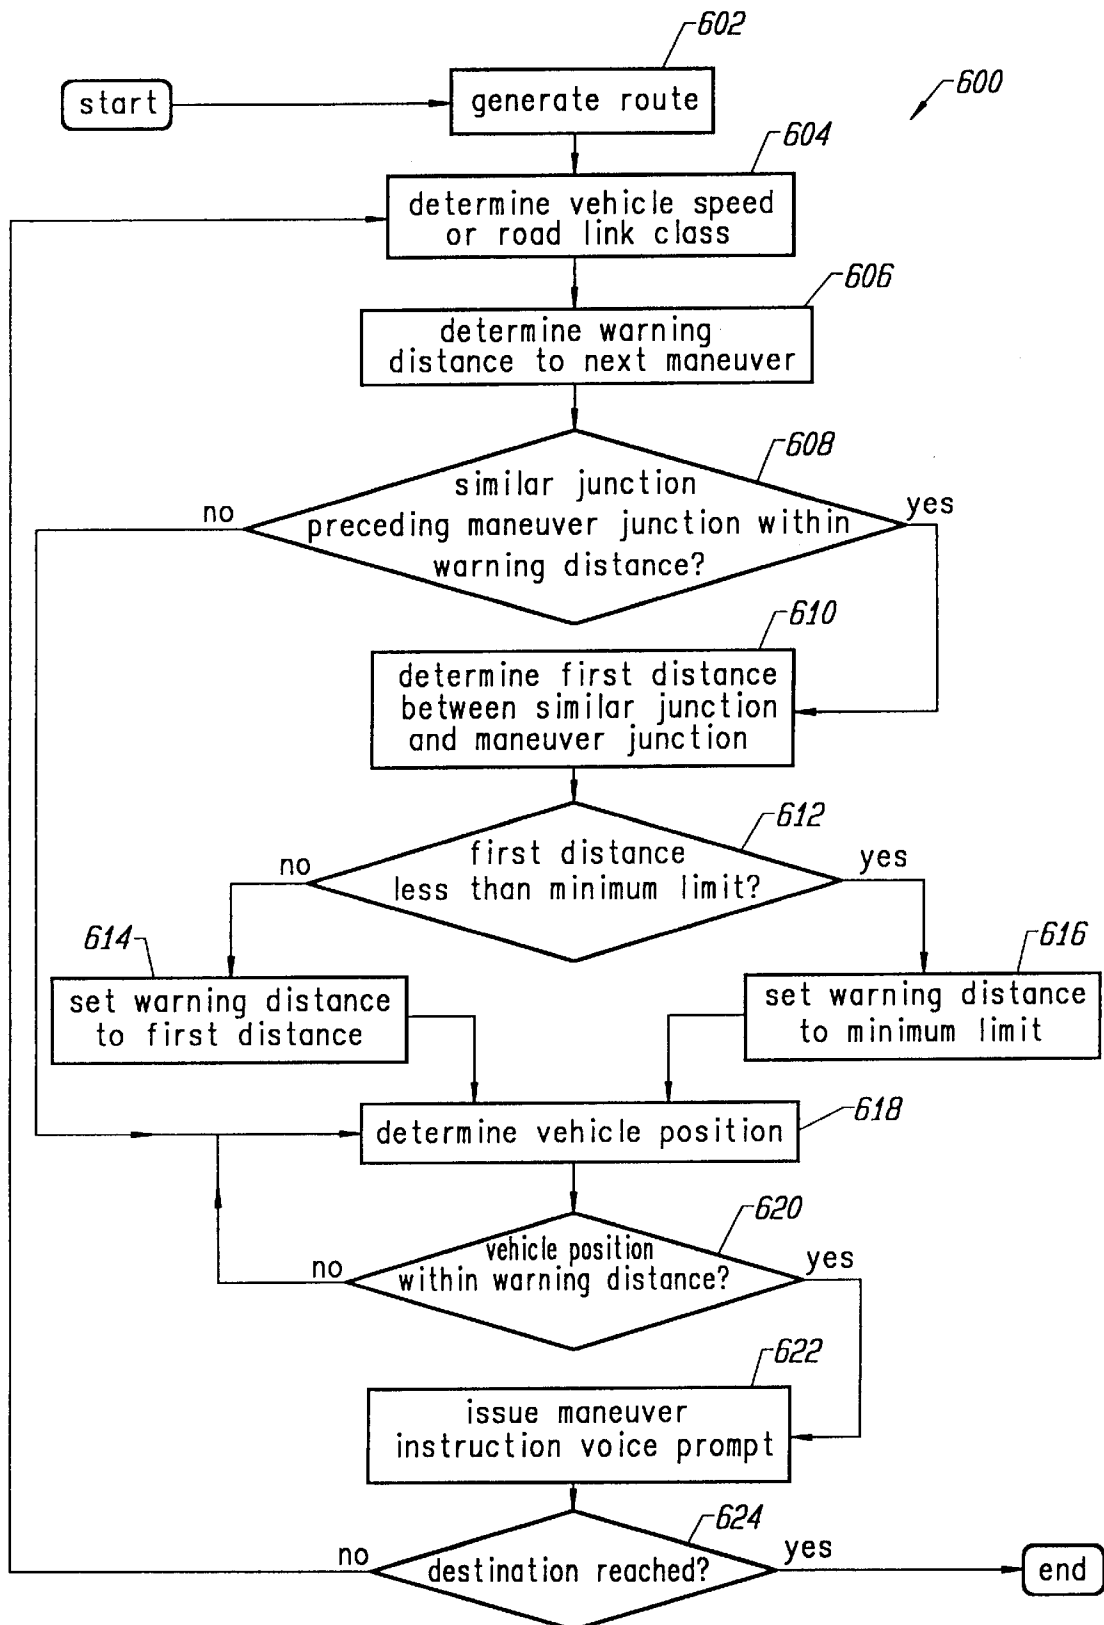 602
start
generate route
600
604
determine vehicle speed
or road link class
606
determine warning
distance to next maneuver
608
similar junction
no
yes
preceding maneuver junction within
warning distance?
610
determine first distance
between similar junction
and maneuver junction
612
first distance
no
yes
less than minimum limit?
614
616
set warning distance
to first distance
set warning distance
to minimum limit
618
determine vehicle position
620
vehicle position
no
yes
within warning distance?
622
issue maneuver
instruction voice prompt
624
no
yes
destination reached?
end